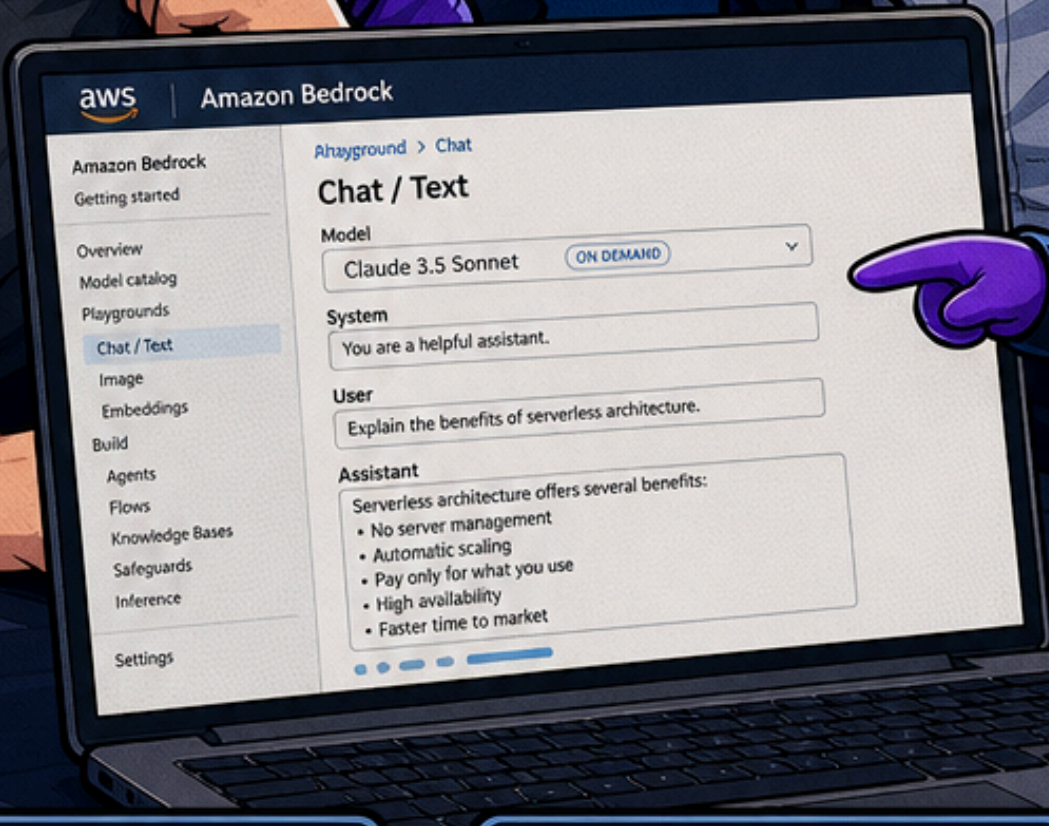 aws | Amazon Bedrock
Amazon Bedrock
Getting started
Overview
Model catalog
Playgrounds
Chat / Text
Image
Embeddings
Build
Agents
Flows
Knowledge Bases
Safeguards
Inference
Settings
Ahayground > Chat
Chat / Text
Model
Claude 3.5 Sonnet ON DEMAND
System
You are a helpful assistant.
User
Explain the benefits of serverless architecture.
Assistant
Serverless architecture offers several benefits:
• No server management
• Automatic scaling
• Pay only for what you use
• High availability
• Faster time to market